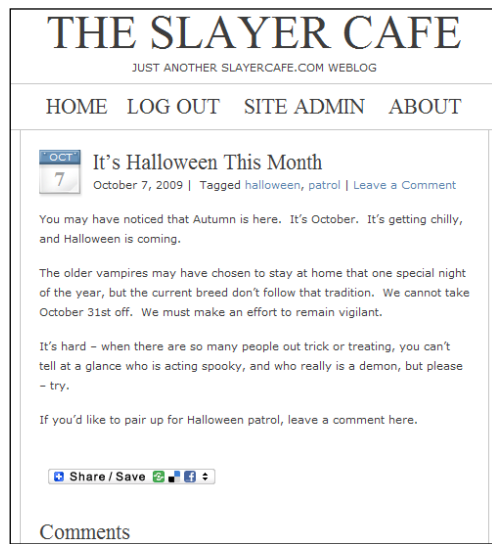 THE SLAYER CAFE
JUST ANOTHER SLAYERCAFE.COM WEBLOG
HOME LOG OUT SITE ADMIN ABOUT
OCT
7
It's Halloween This Month
October 7, 2009 | Tagged halloween, patrol | Leave a Comment
You may have noticed that Autumn is here. It's October. It's getting chilly,
and Halloween is coming.
The older vampires may have chosen to stay at home that one special night
of the year, but the current breed don't follow that tradition. We cannot take
October 31st off. We must make an effort to remain vigilant.
It's hard – when there are so many people out trick or treating, you can't
tell at a glance who is acting spooky, and who really is a demon, but please
– try.
If you'd like to pair up for Halloween patrol, leave a comment here.
Share / Save
Comments